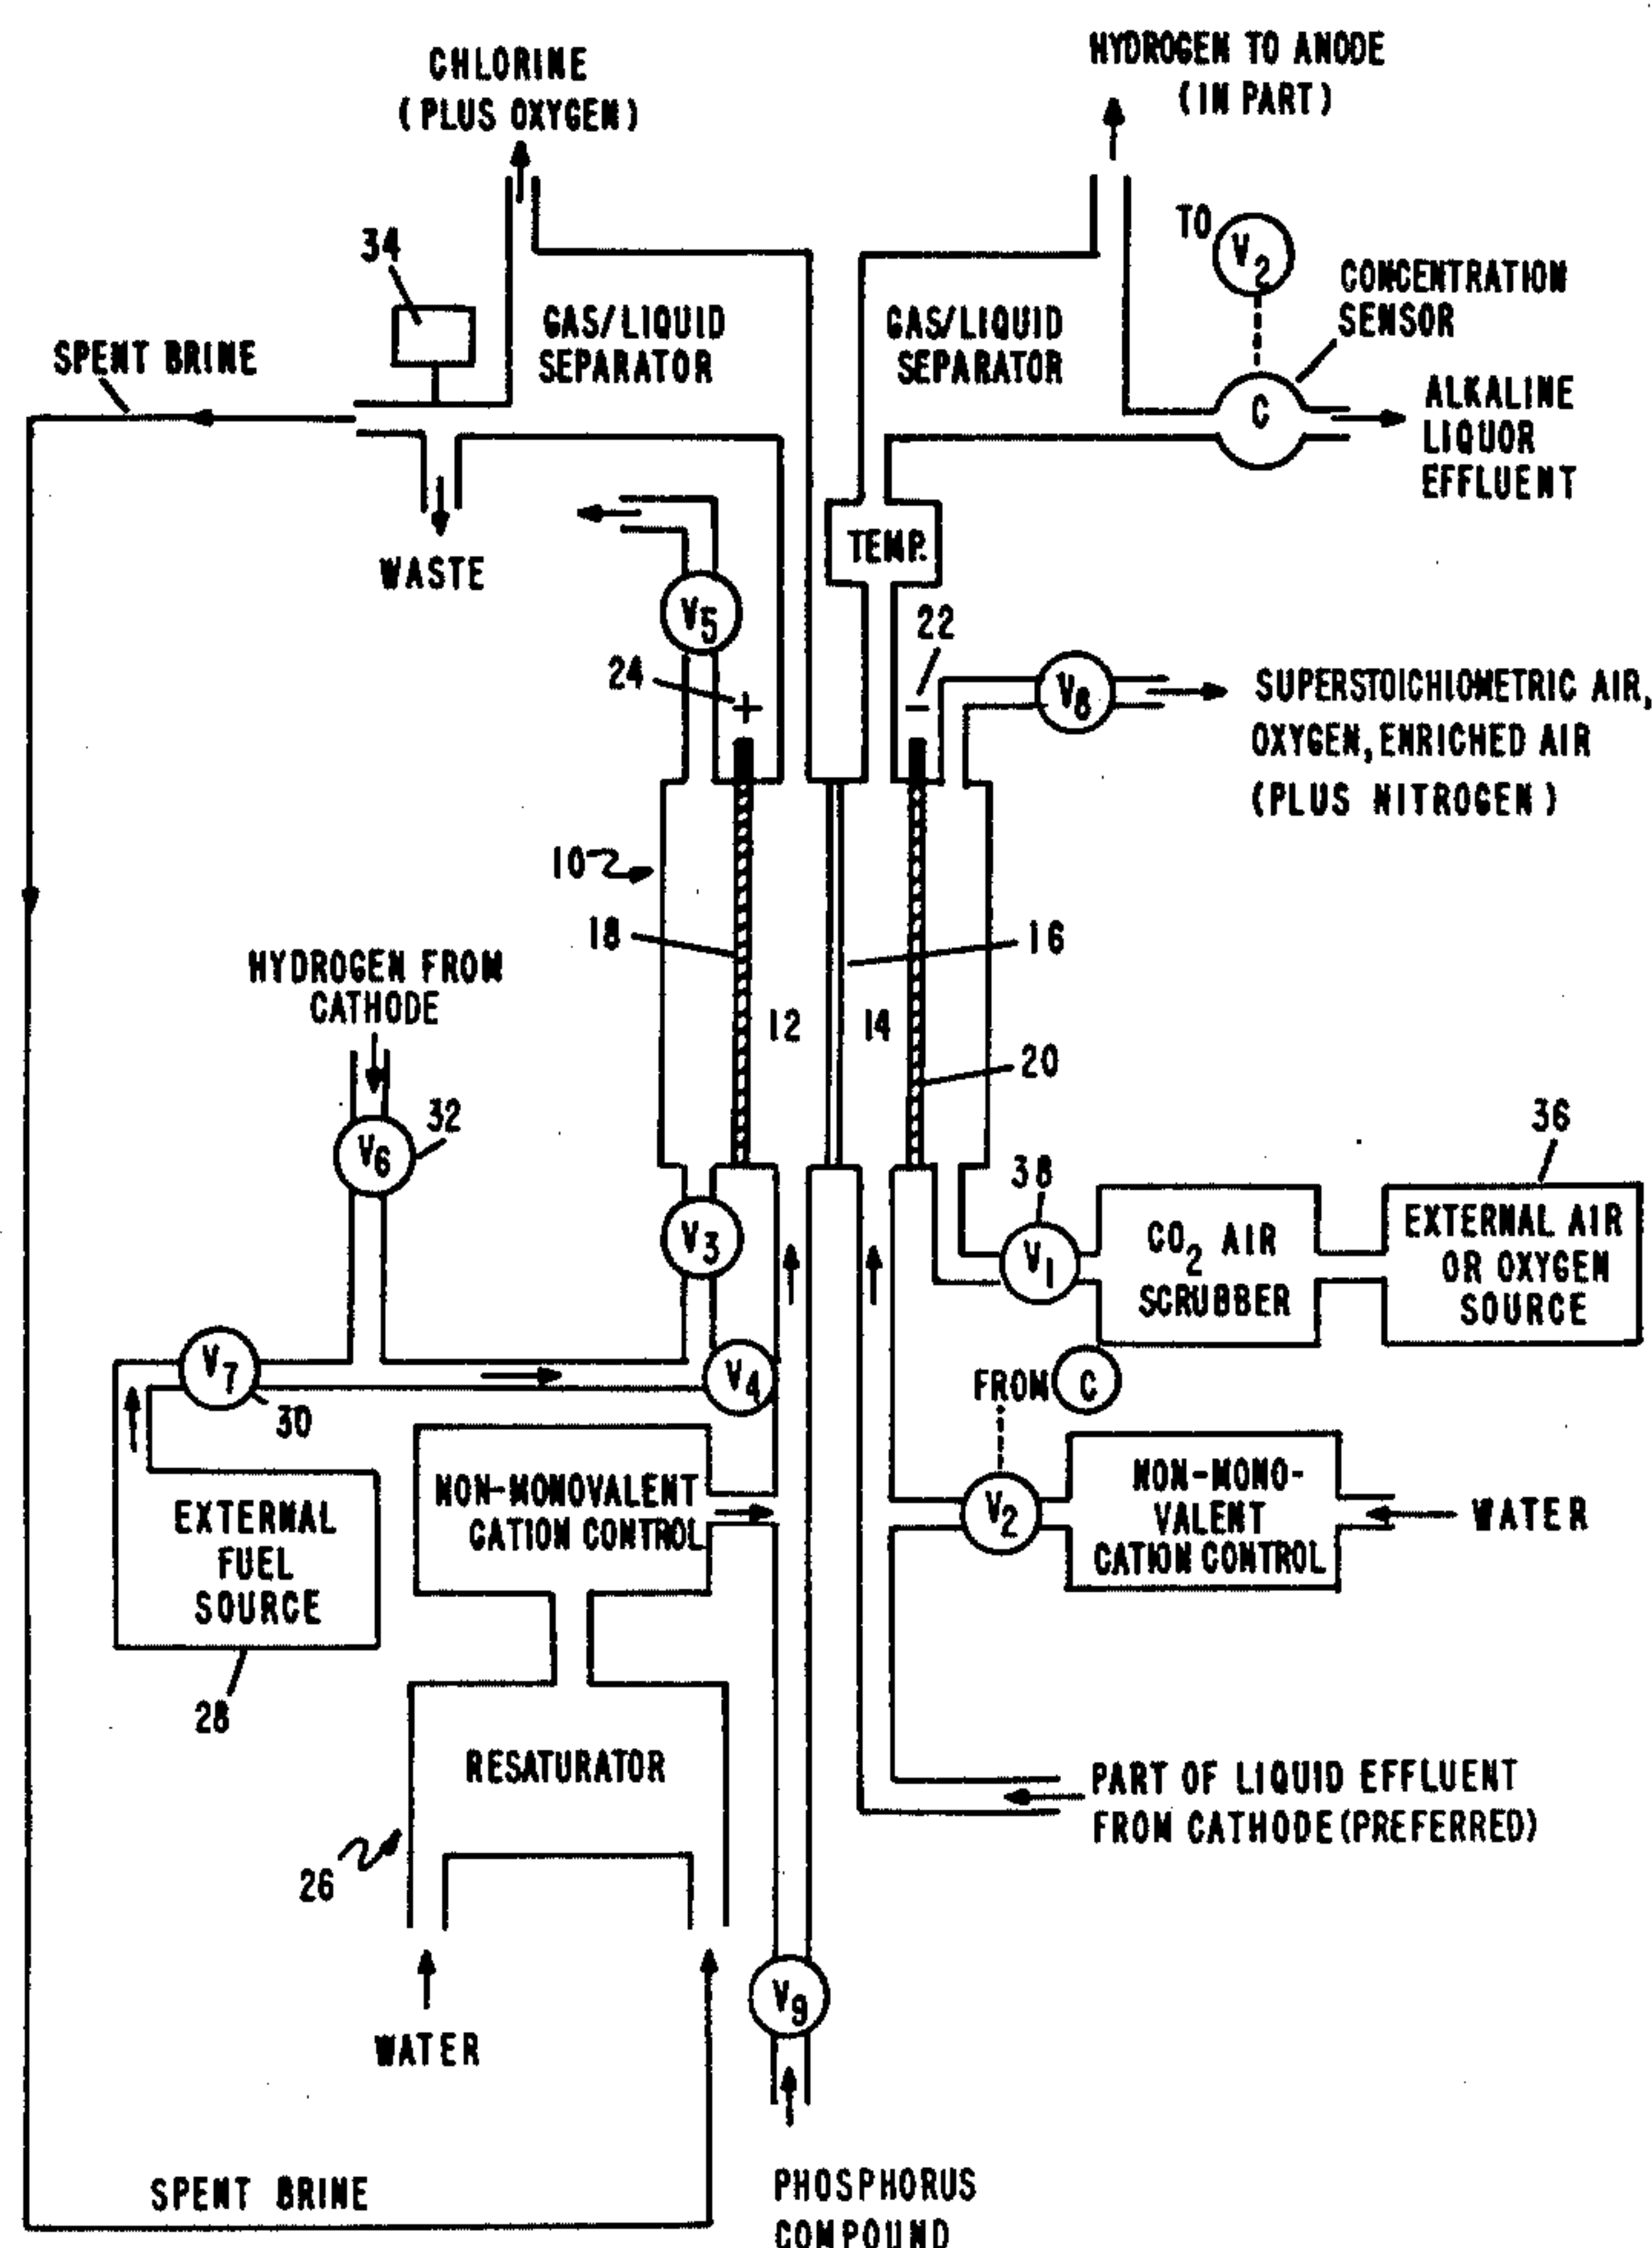 CHLORINE
(PLUS OXYGEN)
HYDROGEN TO ANODE
(IN PART)
34
TO V2
CONCENTRATION
SENSOR
GAS/LIQUID
SEPARATOR
GAS/LIQUID
SEPARATOR
SPENT BRINE
C
ALKALINE
LIQUOR
EFFLUENT
WASTE
TEMP.
V5
22
24
+
−
V8
SUPERSTOICHIOMETRIC AIR,
OXYGEN, ENRICHED AIR
(PLUS NITROGEN)
10
18
16
HYDROGEN FROM
CATHODE
12
14
20
32
V6
36
38
V3
V1
CO2 AIR
SCRUBBER
EXTERNAL AIR
OR OXYGEN
SOURCE
V7
V4
FROM C
30
NON-MONOVALENT
CATION CONTROL
V2
NON-MONO-
VALENT
CATION CONTROL
WATER
EXTERNAL
FUEL
SOURCE
28
RESATURATOR
PART OF LIQUID EFFLUENT
FROM CATHODE (PREFERRED)
26
V9
WATER
SPENT BRINE
PHOSPHORUS
COMPOUND